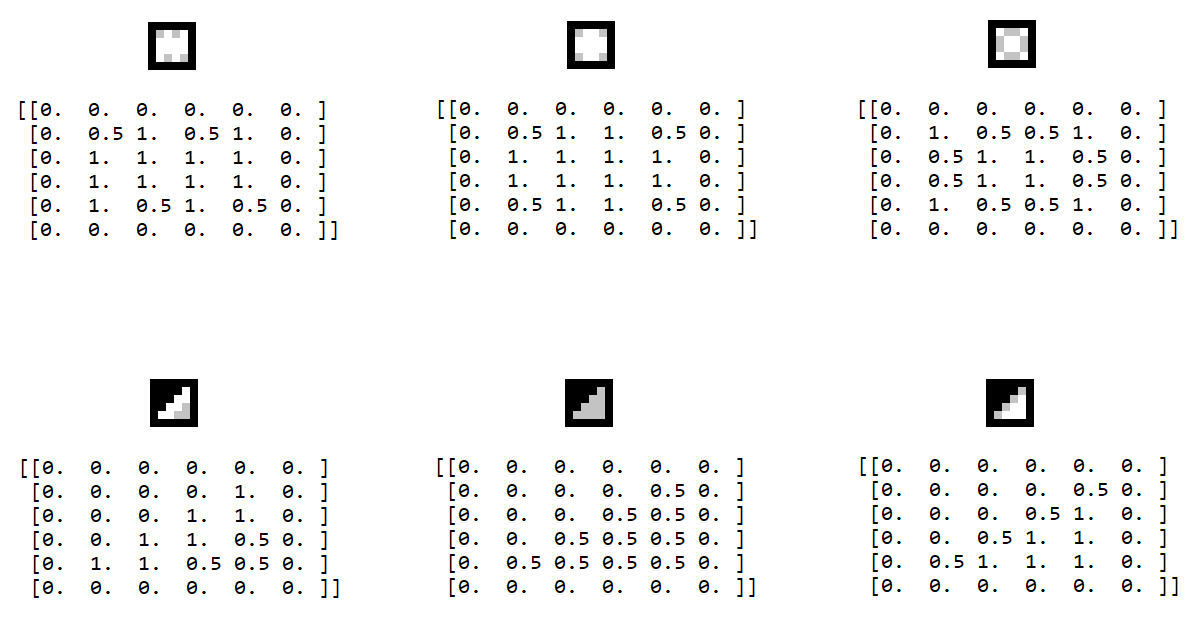 [[0. 0. 0. 0. 0. 0. ]
[0. 0.5 1. 0.5 1. 0. ]
[0. 1. 1. 1. 1. 0. ]
[0. 1. 1. 1. 1. 0. ]
[0. 1. 0.5 1. 0.5 0. ]
[0. 0. 0. 0. 0. 0. ]]
[[0. 0. 0. 0. 0. 0. ]
[0. 0.5 1. 1. 0.5 0. ]
[0. 1. 1. 1. 1. 0. ]
[0. 1. 1. 1. 1. 0. ]
[0. 0.5 1. 1. 0.5 0. ]
[0. 0. 0. 0. 0. 0. ]]
[[0. 0. 0. 0. 0. 0. ]
[0. 1. 0.5 0.5 1. 0. ]
[0. 0.5 1. 1. 0.5 0. ]
[0. 0.5 1. 1. 0.5 0. ]
[0. 1. 0.5 0.5 1. 0. ]
[0. 0. 0. 0. 0. 0. ]]
[[0. 0. 0. 0. 0. 0. ]
[0. 0. 0. 0. 1. 0. ]
[0. 0. 0. 1. 1. 0. ]
[0. 0. 1. 1. 0.5 0. ]
[0. 1. 1. 0.5 0.5 0. ]
[0. 0. 0. 0. 0. 0. ]]
[[0. 0. 0. 0. 0. 0. ]
[0. 0. 0. 0. 0.5 0. ]
[0. 0. 0. 0.5 0.5 0. ]
[0. 0. 0.5 0.5 0.5 0. ]
[0. 0.5 0.5 0.5 0.5 0. ]
[0. 0. 0. 0. 0. 0. ]]
[[0. 0. 0. 0. 0. 0. ]
[0. 0. 0. 0. 0.5 0. ]
[0. 0. 0. 0.5 1. 0. ]
[0. 0. 0.5 1. 1. 0. ]
[0. 0.5 1. 1. 1. 0. ]
[0. 0. 0. 0. 0. 0. ]]